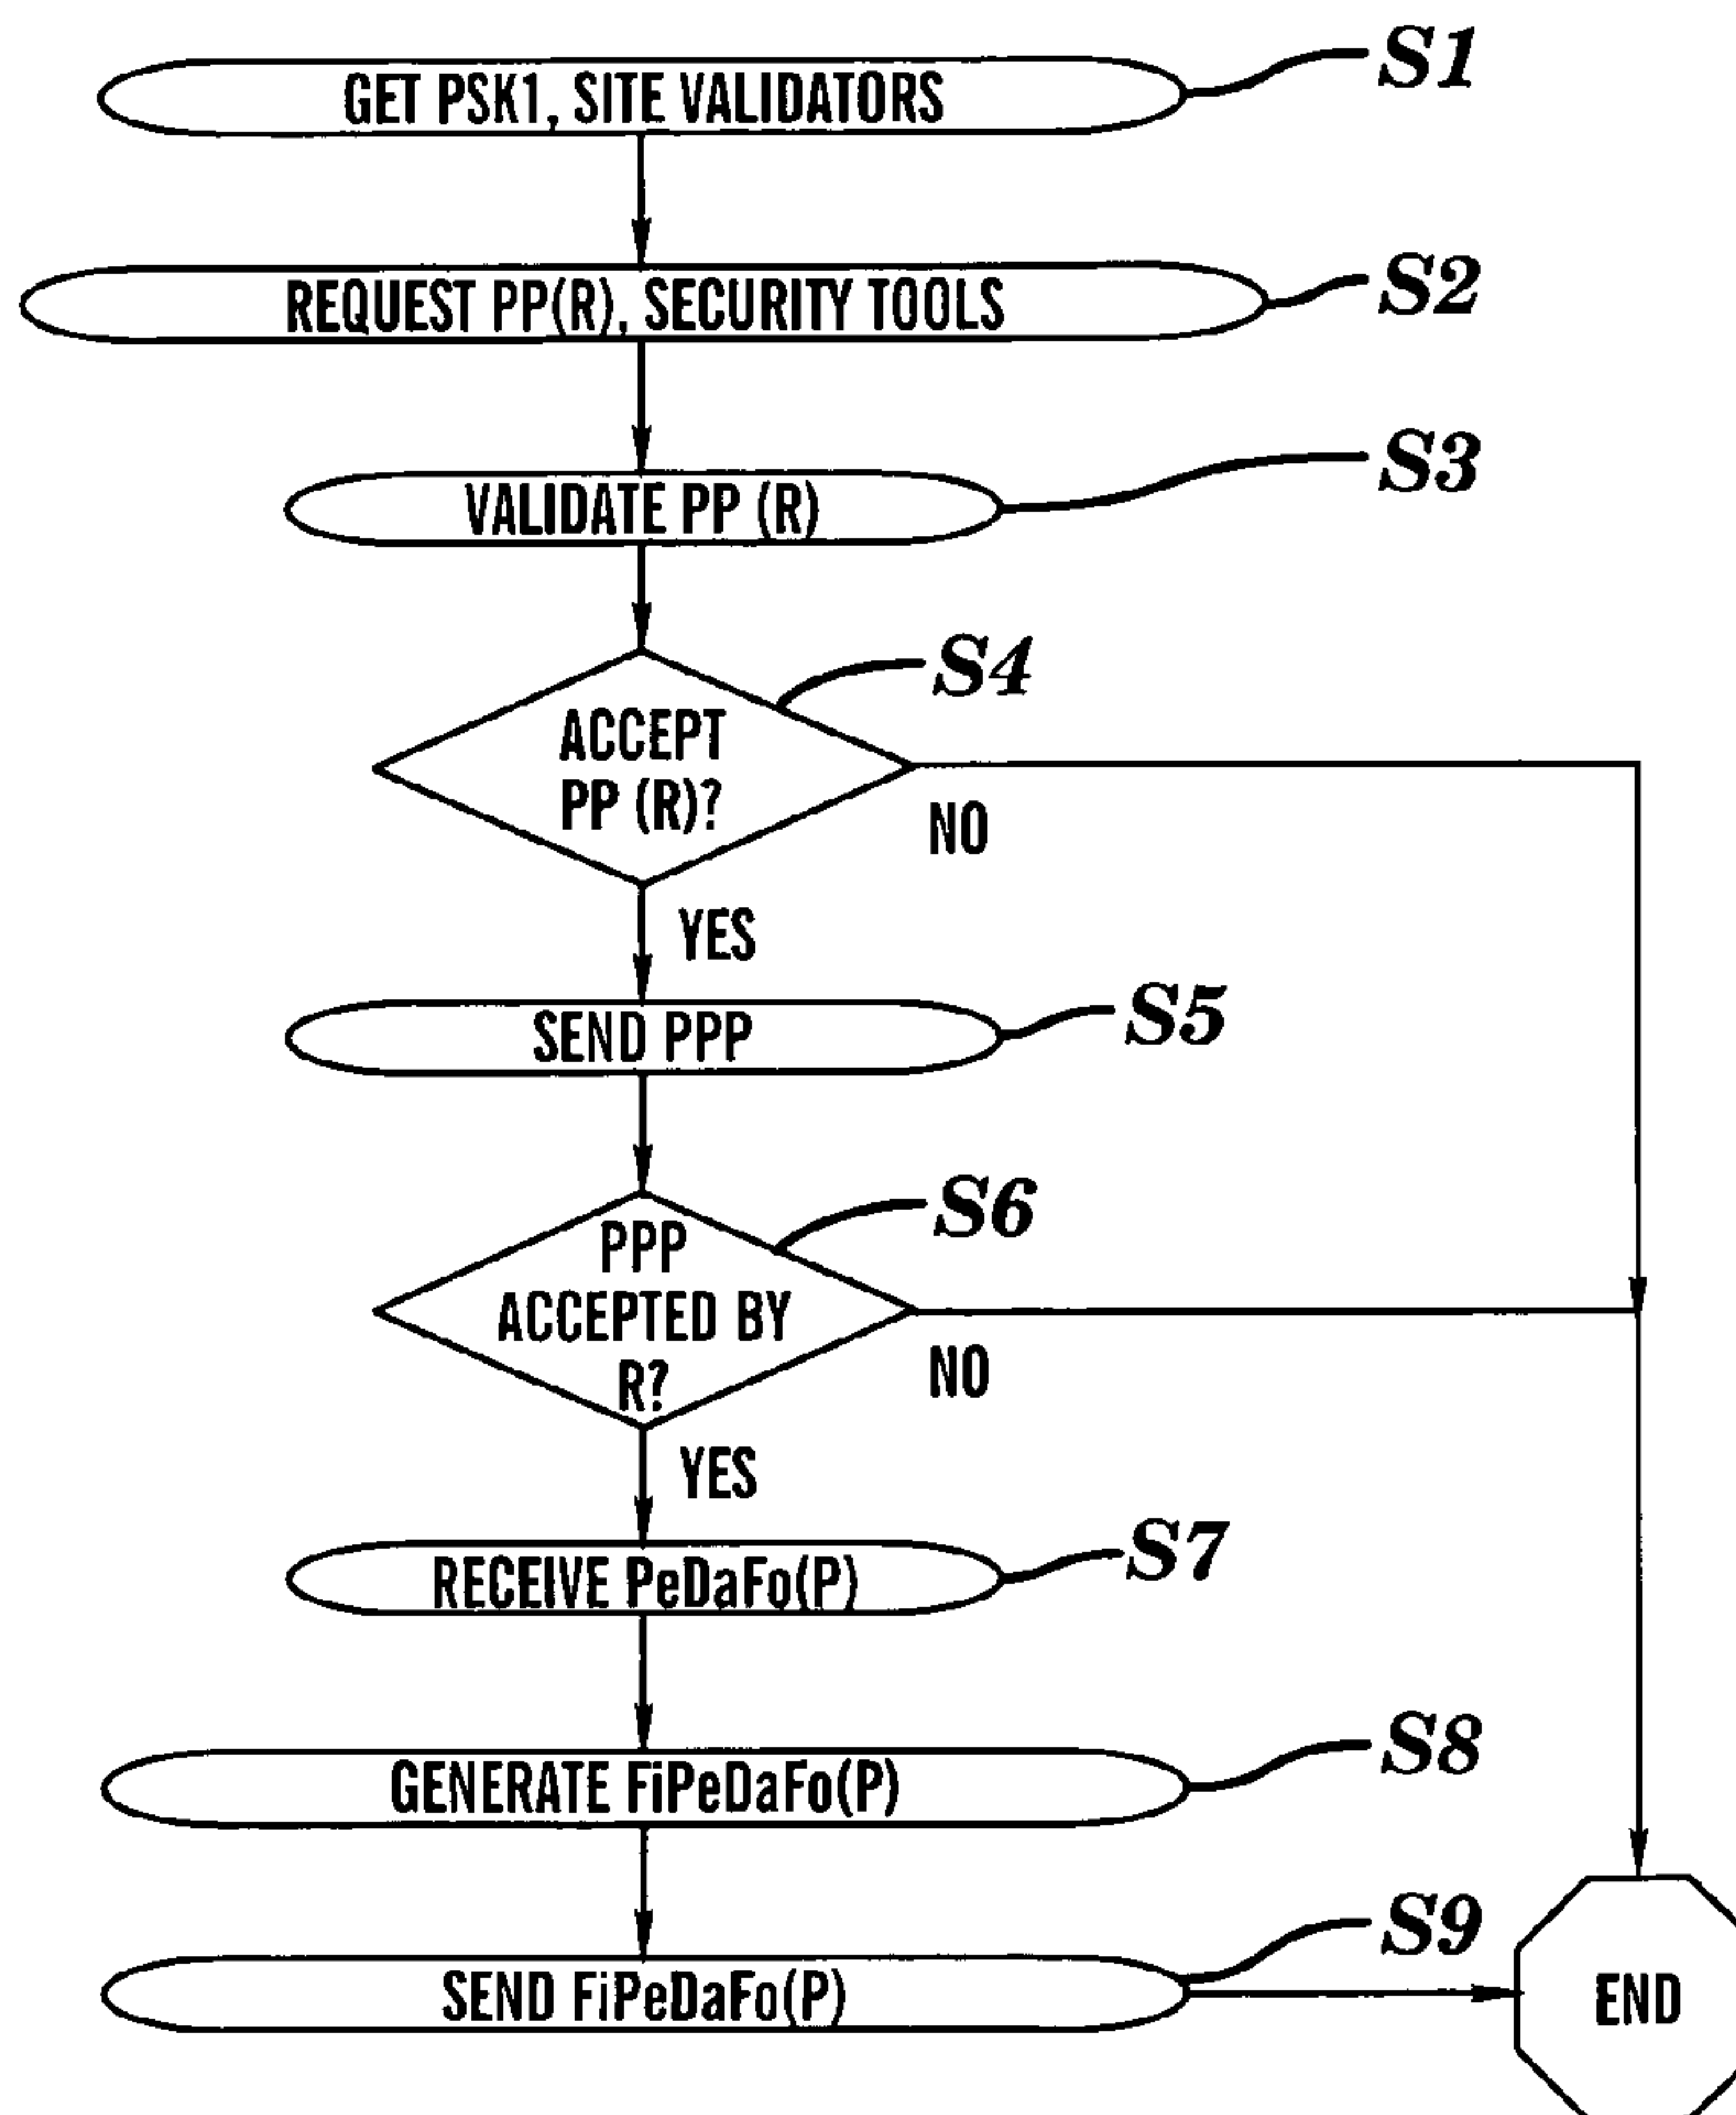 GET PSK1, SITE VALIDATORS
S1
REQUEST PP(R), SECURITY TOOLS
S2
VALIDATE PP (R)
S3
S4
ACCEPT
PP (R)?
NO
YES
SEND PPP
S5
S6
PPP
ACCEPTED BY
R?
NO
YES
RECEIVE PeDaFo(P)
S7
GENERATE FiPeDaFo(P)
S8
SEND FiPeDaFo(P)
S9
END